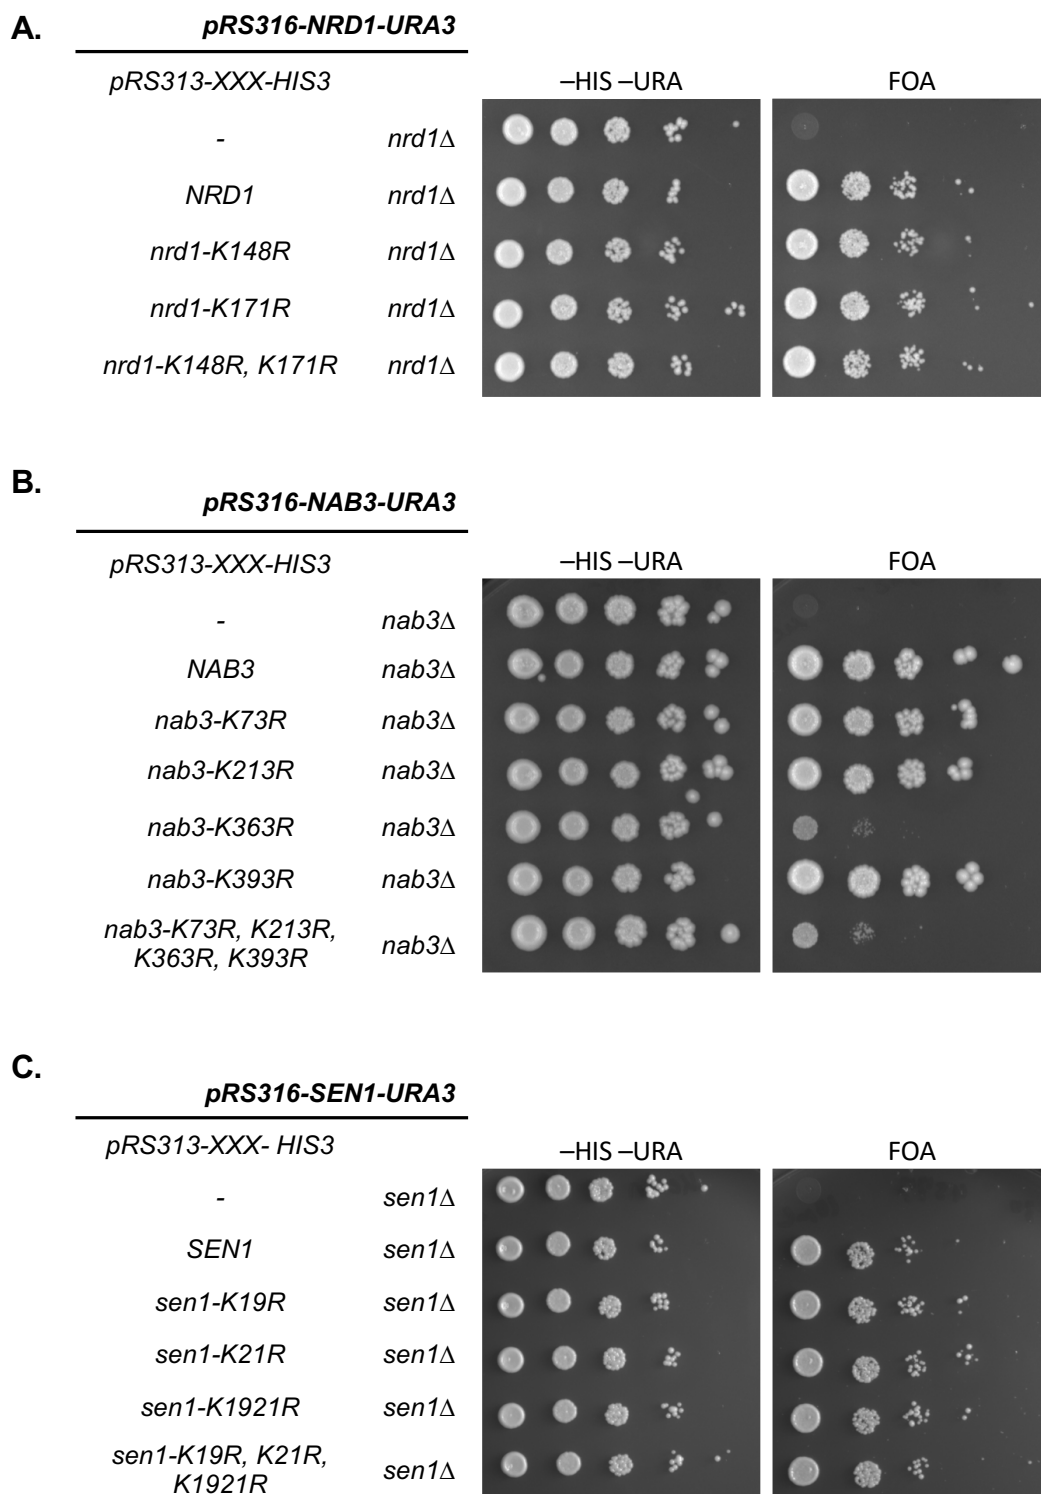 A.
pRS316-NRD1-URA3
pRS313-XXX-HIS3 –HIS –URA FOA
- nrd1Δ
NRD1 nrd1Δ
nrd1-K148R nrd1Δ
nrd1-K171R nrd1Δ
nrd1-K148R, K171R nrd1Δ
B.
pRS316-NAB3-URA3
pRS313-XXX-HIS3 –HIS –URA FOA
- nab3Δ
NAB3 nab3Δ
nab3-K73R nab3Δ
nab3-K213R nab3Δ
nab3-K363R nab3Δ
nab3-K393R nab3Δ
nab3-K73R, K213R,
K363R, K393R nab3Δ
C.
pRS316-SEN1-URA3
pRS313-XXX- HIS3 –HIS –URA FOA
- sen1Δ
SEN1 sen1Δ
sen1-K19R sen1Δ
sen1-K21R sen1Δ
sen1-K1921R sen1Δ
sen1-K19R, K21R,
K1921R sen1Δ